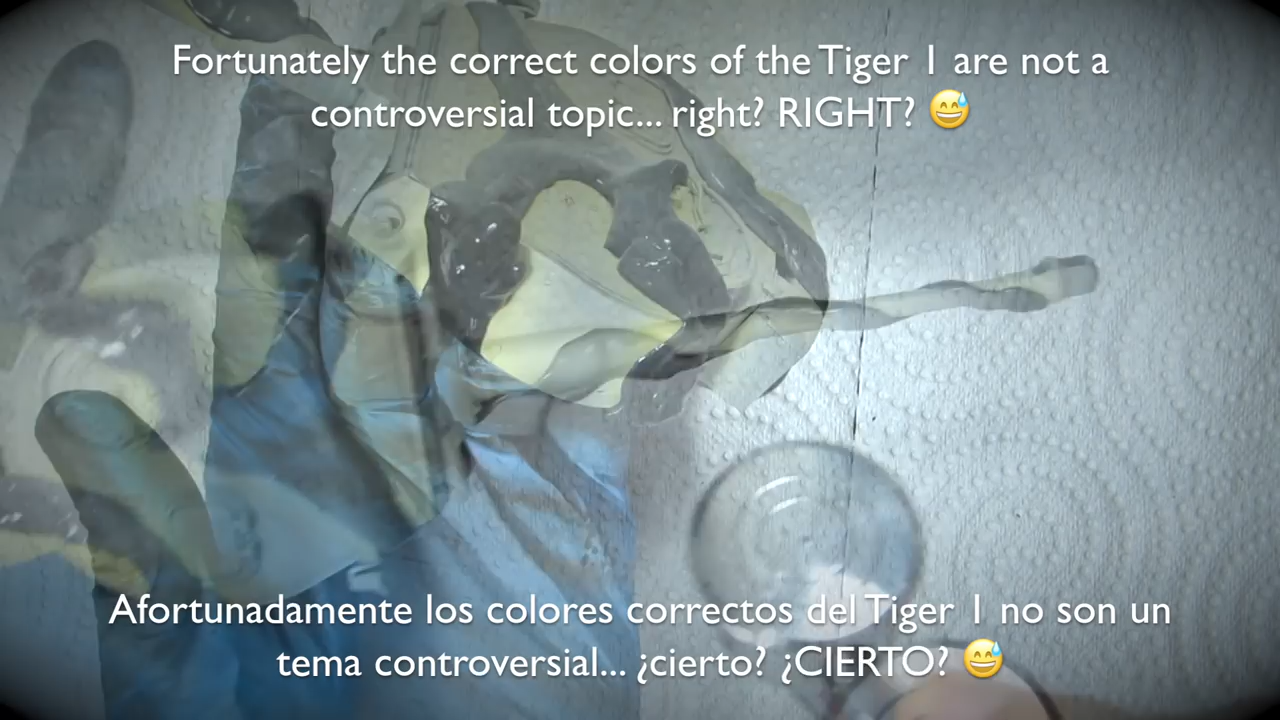 Fortunately the correct colors of the Tiger 1 are not a
controversial topic... right? RIGHT? 😅
Afortunadamente los colores correctos del Tiger 1 no son un
tema controversial... ¿cierto? ¿CIERTO? 😅